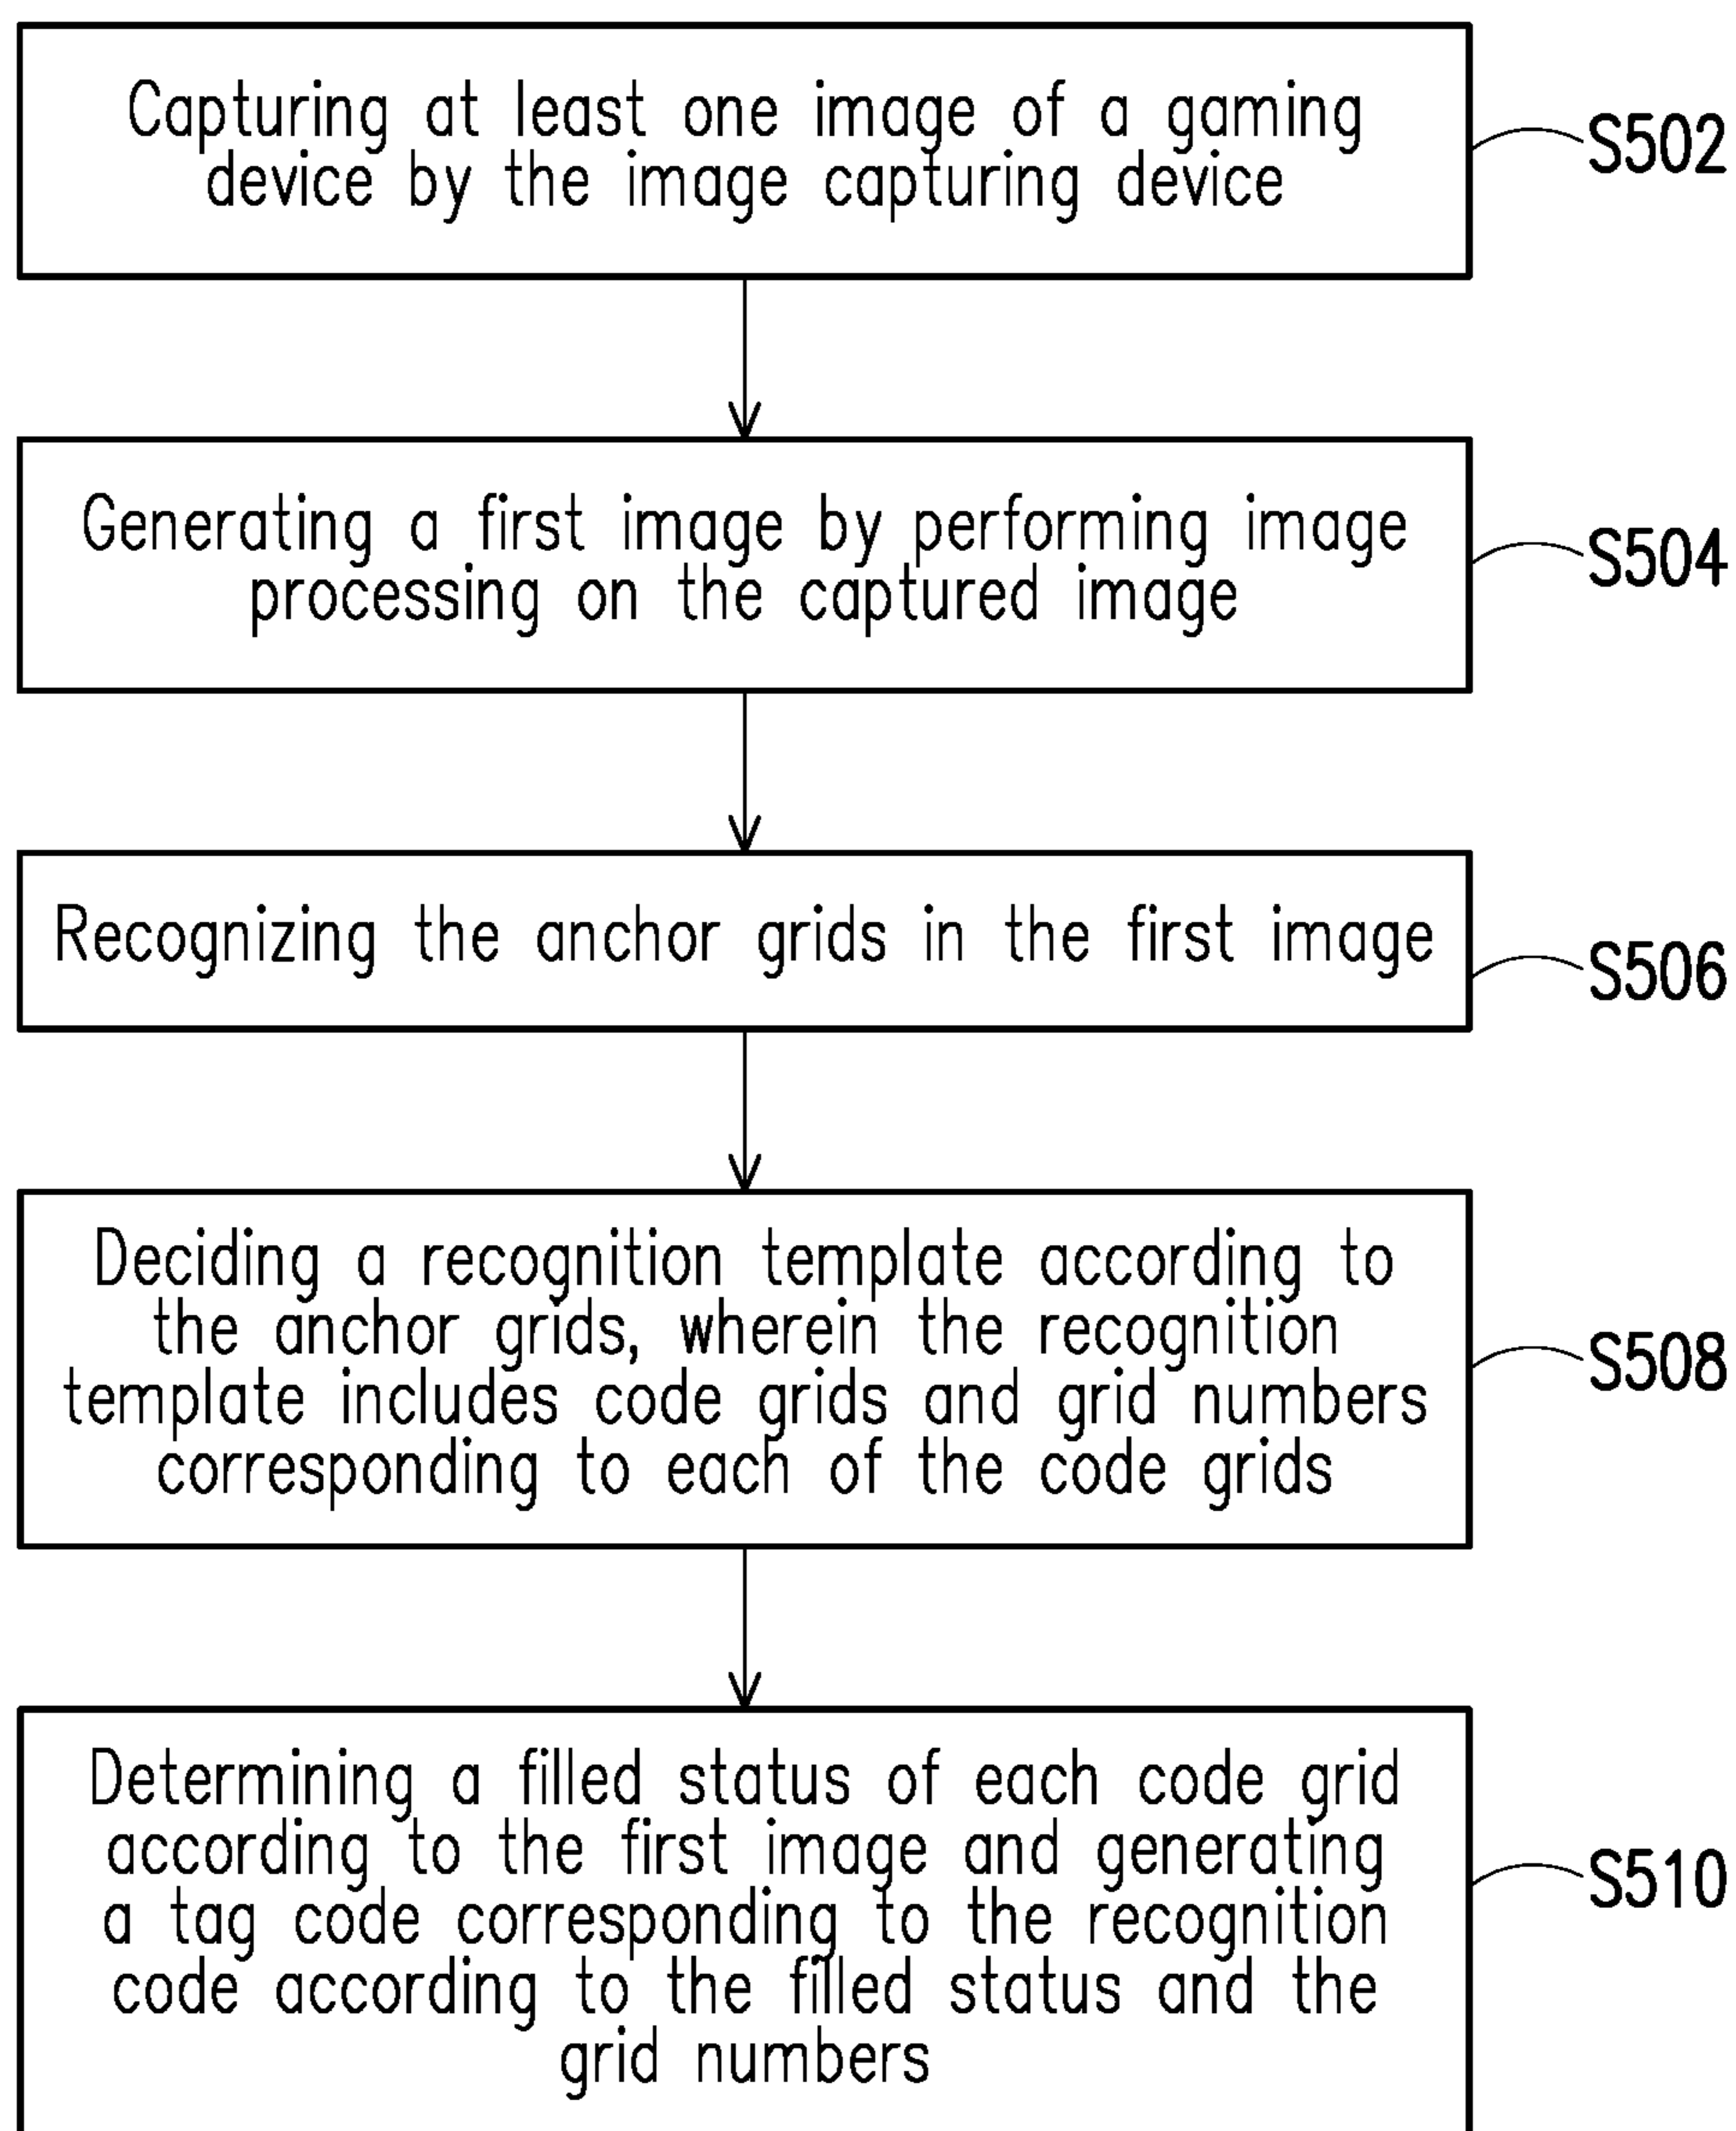 Capturing at least one image of a gaming
device by the image capturing device
S502
Generating a first image by performing image
processing on the captured image
S504
Recognizing the anchor grids in the first image
S506
Deciding a recognition template according to
the anchor grids, wherein the recognition
template includes code grids and grid numbers
corresponding to each of the code grids
S508
Determining a filled status of each code grid
according to the first image and generating
a tag code corresponding to the recognition
code according to the filled status and the
grid numbers
S510